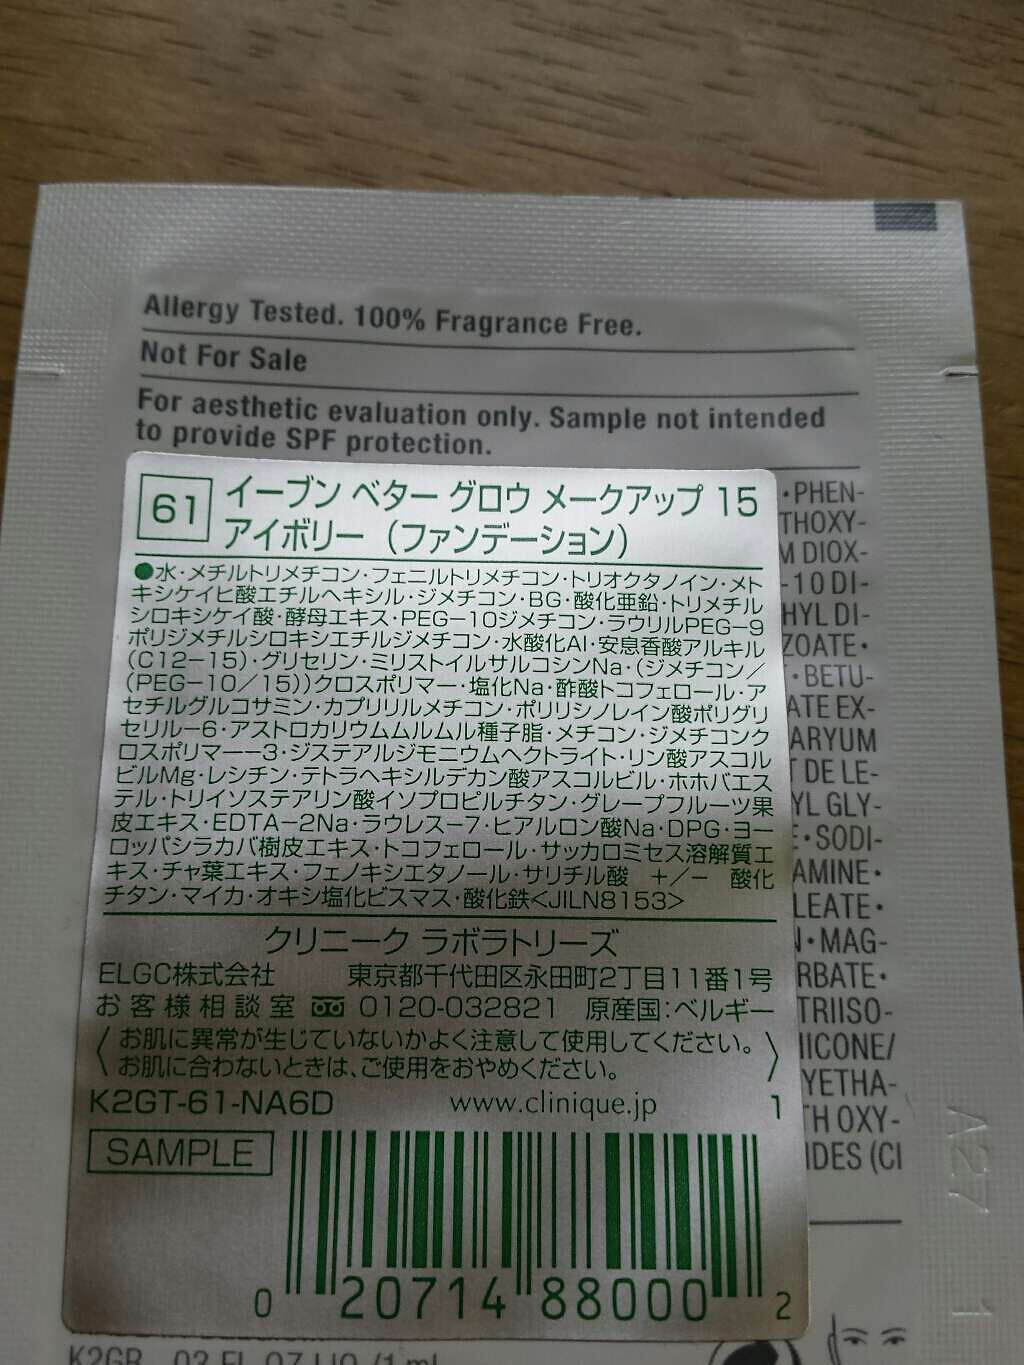 Allergy Tested. 100% Fragrance Free.
Not For Sale
For aesthetic evaluation only. Sample not intended
to provide SPF protection.
61 イーブン ベター グロウ メークアップ 15
アイボリー（ファンデーション）
●水・メチルトリメチコン・フェニルトリメチコン・トリオクタノイン・メト
キシケイヒ酸エチルヘキシル・ジメチコン・BG・酸化亜鉛・トリメチル
シロキシケイ酸・酵母エキス・PEG－10ジメチコン・ラウリルPEG－9
ポリジメチルシロキシエチルジメチコン・水酸化Al・安息香酸アルキル
（C12－15）・グリセリン・ミリストイルサルコシンNa・（ジメチコン／
（PEG－10／15））クロスポリマー・塩化Na・酢酸トコフェロール・ア
セチルグルコサミン・カプリリルメチコン・ポリリシノレイン酸ポリグリ
セリル－6・アストロカリウムムルムル種子脂・メチコン・ジメチコンク
ロスポリマー－3・ジステアルジモニウムヘクトライト・リン酸アスコル
ビルMg・レシチン・テトラヘキシルデカン酸アスコルビル・ホホバエス
テル・トリイソステアリン酸イソプロピルチタン・グレープフルーツ果
皮エキス・EDTA－2Na・ラウレス－7・ヒアルロン酸Na・DPG・ヨー
ロッパシラカバ樹皮エキス・トコフェロール・サッカロミセス溶解質エ
キス・チャ葉エキス・フェノキシエタノール・サリチル酸 ＋／－ 酸化
チタン・マイカ・オキシ塩化ビスマス・酸化鉄<JILN8153>
クリニーク ラボラトリーズ
ELGC株式会社 東京都千代田区永田町2丁目11番1号
お客様相談室 0120-032821 原産国：ベルギー
〈お肌に異常が生じていないかよく注意して使用してください。
お肌に合わないときは、ご使用をおやめください。〉
K2GT-61-NA6D www.clinique.jp 1
SAMPLE
0 20714 88000 2
・PHEN-
THOXY-
M DIOX-
-10 DI-
HYL DI-
ZOATE・
・BETU-
ATE EX-
ARYUM
T DE LE-
YL GLY-
E・SODI-
AMINE・
LEATE・
N・MAG-
RBATE・
TRIISO-
IICONE/
YETHA-
TH OXY-
IDES (CI
A27
1